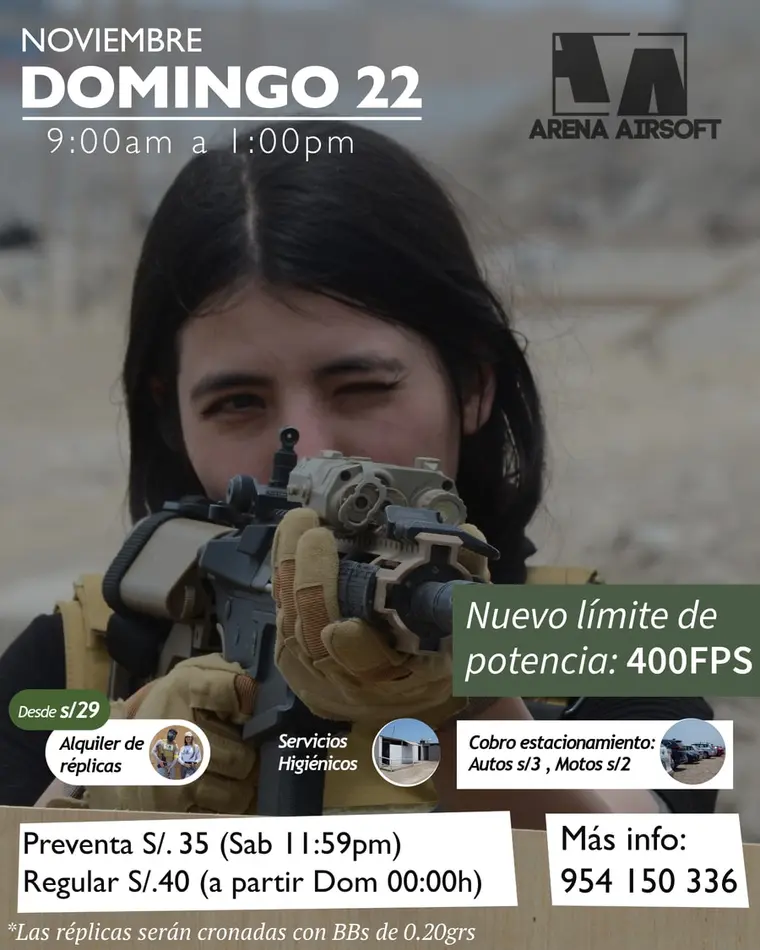 NOVIEMBRE
DOMINGO 22
9:00am a 1:00pm
ARENA AIRSOFT
Nuevo límite de
potencia: 400FPS
Desde s/29
Alquiler de
réplicas
Servicios
Higiénicos
Cobro estacionamiento:
Autos s/3 , Motos s/2
Preventa S/. 35 (Sab 11:59pm)
Regular S/.40 (a partir Dom 00:00h)
Más info:
954 150 336
*Las réplicas serán cronadas con BBs de 0.20grs